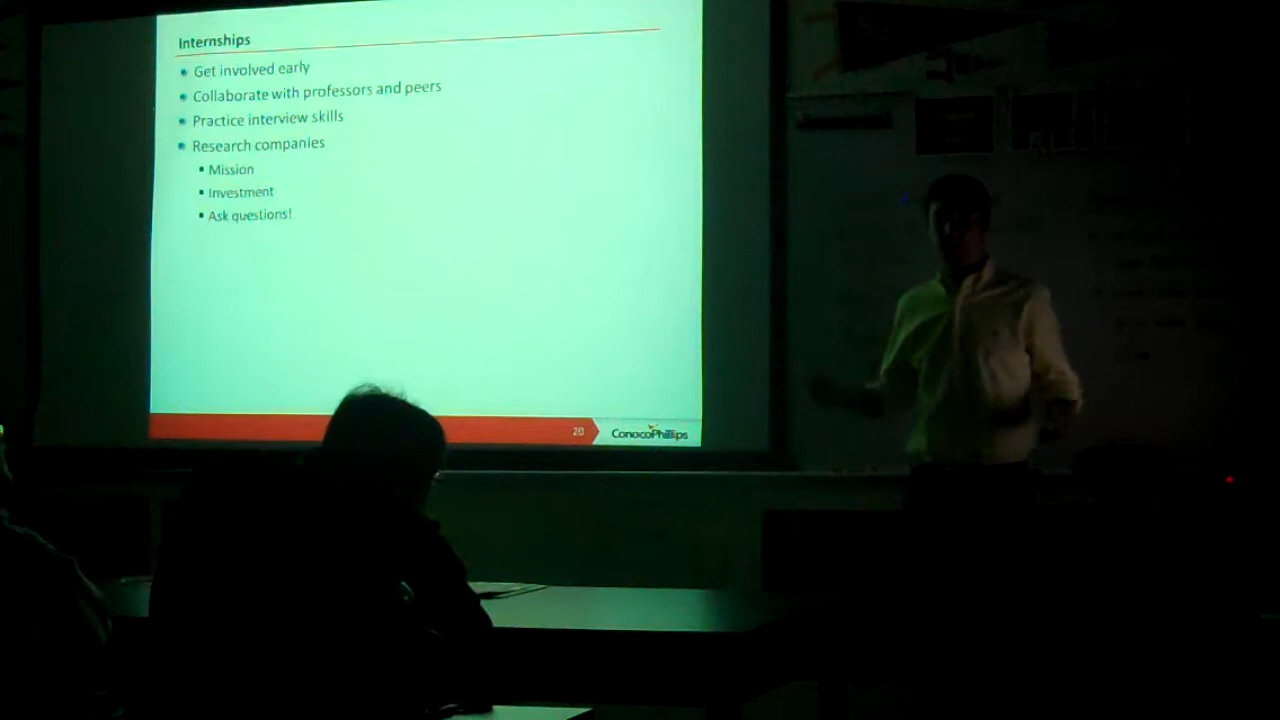 Internships
Get involved early
Collaborate with professors and peers
Practice interview skills
Research companies
Mission
Investment
Ask questions!
20
ConocoPhillips